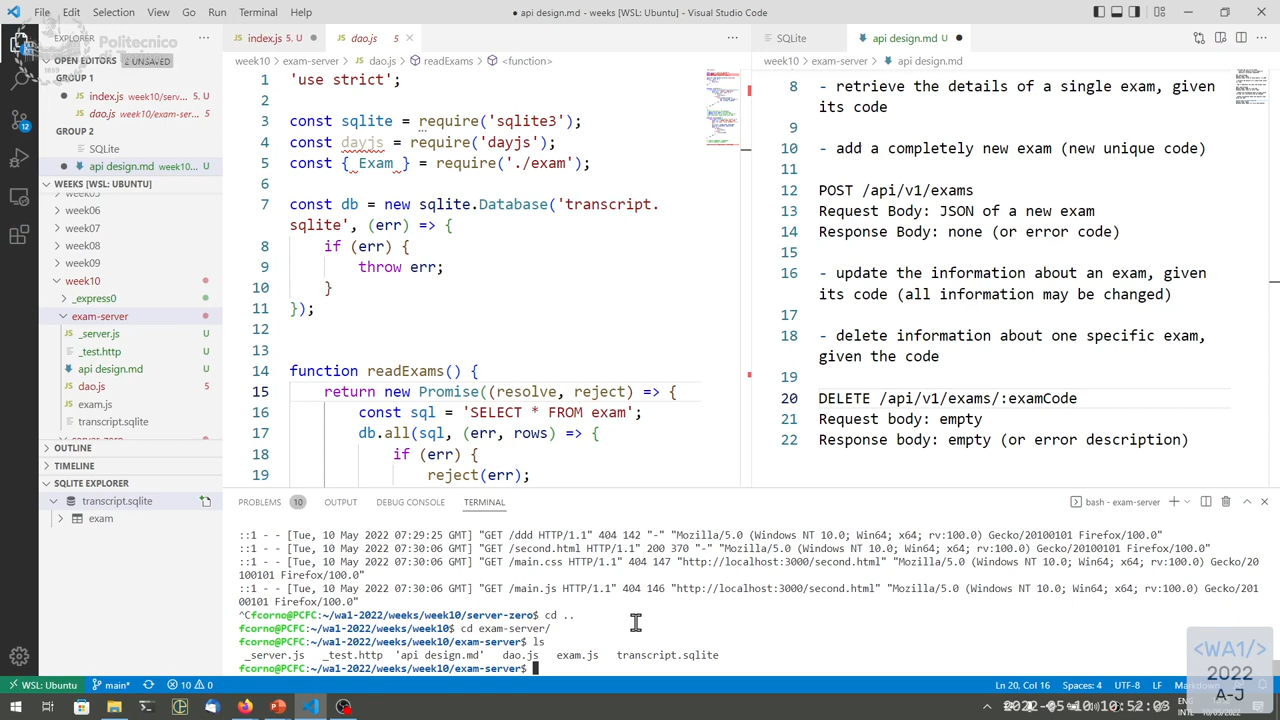 File Edit Selection View Go Run Terminal Help
● api design.md - weeks [WSL: Ubuntu] - Visual Studio Code
EXPLORER
Politecnico
OPEN EDITORS 2 UNSAVED
GROUP 1
index.js week10/serv... U
dao.js week10/exam-ser...
GROUP 2
SQLite
api design.md week10... U
WEEKS [WSL: UBUNTU]
week06
week07
week08
week09
week10
_express0
exam-server
_server.js U
_test.http U
api design.md U
dao.js
exam.js
transcript.sqlite
OUTLINE
TIMELINE
SQLITE EXPLORER
transcript.sqlite
exam
12
index.js 5, U
dao.js 5
week10 > exam-server > dao.js > readExams > <function>
1 'use strict';
2
3 const sqlite = require('sqlite3');
4 const dayjs = require('dayjs');
5 const { Exam } = require('./exam');
6
7 const db = new sqlite.Database('transcript.
sqlite', (err) => {
8 if (err) {
9 throw err;
10 }
11 });
12
13
14 function readExams() {
15 return new Promise((resolve, reject) => {
16 const sql = 'SELECT * FROM exam';
17 db.all(sql, (err, rows) => {
18 if (err) {
19 reject(err);
SQLite
api design.md U
week10 > exam-server > api design.md
8 - retrieve the details of a single exam, given
its code
9
10 - add a completely new exam (new unique code)
11
12 POST /api/v1/exams
13 Request Body: JSON of a new exam
14 Response Body: none (or error code)
15
16 - update the information about an exam, given
its code (all information may be changed)
17
18 - delete information about one specific exam,
given the code
19
20 DELETE /api/v1/exams/:examCode
21 Request body: empty
22 Response body: empty (or error description)
PROBLEMS 10 OUTPUT DEBUG CONSOLE TERMINAL
bash - exam-server
::1 - - [Tue, 10 May 2022 07:29:25 GMT] "GET /ddd HTTP/1.1" 404 142 "-" "Mozilla/5.0 (Windows NT 10.0; Win64; x64; rv:100.0) Gecko/20100101 Firefox/100.0"
::1 - - [Tue, 10 May 2022 07:30:06 GMT] "GET /second.html HTTP/1.1" 200 370 "-" "Mozilla/5.0 (Windows NT 10.0; Win64; x64; rv:100.0) Gecko/20100101 Firefox/100.0"
::1 - - [Tue, 10 May 2022 07:30:06 GMT] "GET /main.css HTTP/1.1" 404 147 "http://localhost:3000/second.html" "Mozilla/5.0 (Windows NT 10.0; Win64; x64; rv:100.0) Gecko/20
100101 Firefox/100.0"
::1 - - [Tue, 10 May 2022 07:30:06 GMT] "GET /main.js HTTP/1.1" 404 146 "http://localhost:3000/second.html" "Mozilla/5.0 (Windows NT 10.0; Win64; x64; rv:100.0) Gecko/201
00101 Firefox/100.0"
^Cfcorno@PCFC:~/wa1-2022/weeks/week10/server-zero$ cd ..
fcorno@PCFC:~/wa1-2022/weeks/week10$ cd exam-server/
fcorno@PCFC:~/wa1-2022/weeks/week10/exam-server$ ls
_server.js _test.http 'api design.md' dao.js exam.js transcript.sqlite
fcorno@PCFC:~/wa1-2022/weeks/week10/exam-server$
<WA1/>
2022
A-J
WSL: Ubuntu main* 10 0
Ln 20, Col 16 Spaces: 4 UTF-8 LF Markdown
2022-05-10 10:52:03